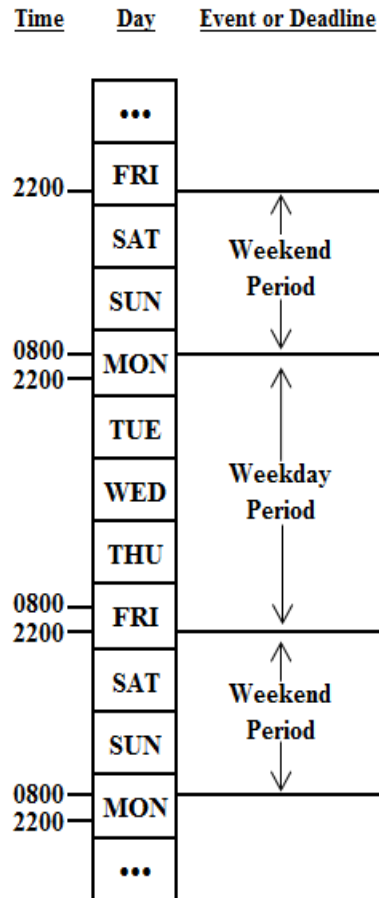 Time Day Event or Deadline
•••
FRI
2200
SAT
Weekend
Period
SUN
0800
MON
2200
TUE
WED
Weekday
Period
THU
0800
FRI
2200
SAT
Weekend
Period
SUN
0800
MON
2200
•••